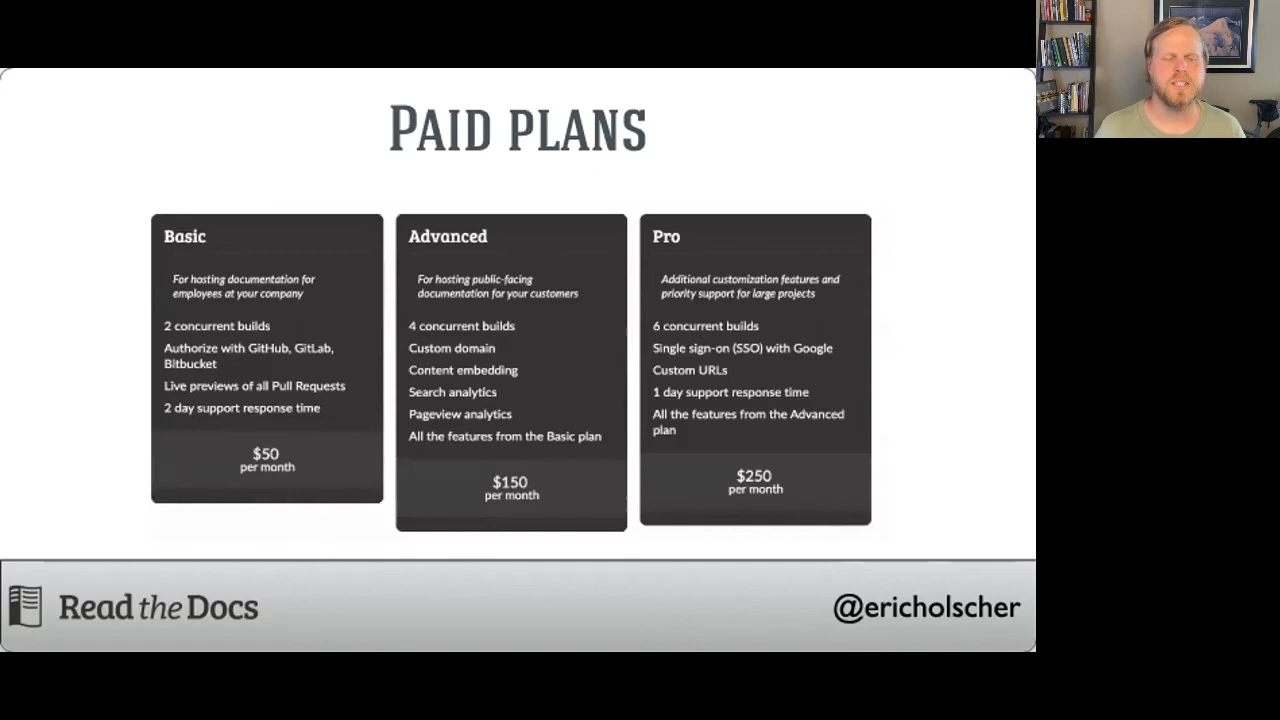 PAID PLANS
Basic
For hosting documentation for
employees at your company
2 concurrent builds
Authorize with GitHub, GitLab,
Bitbucket
Live previews of all Pull Requests
2 day support response time
$50
per month
Advanced
For hosting public-facing
documentation for your customers
4 concurrent builds
Custom domain
Content embedding
Search analytics
Pageview analytics
All the features from the Basic plan
$150
per month
Pro
Additional customization features and
priority support for large projects
6 concurrent builds
Single sign-on (SSO) with Google
Custom URLs
1 day support response time
All the features from the Advanced
plan
$250
per month
Read the Docs
@ericholscher